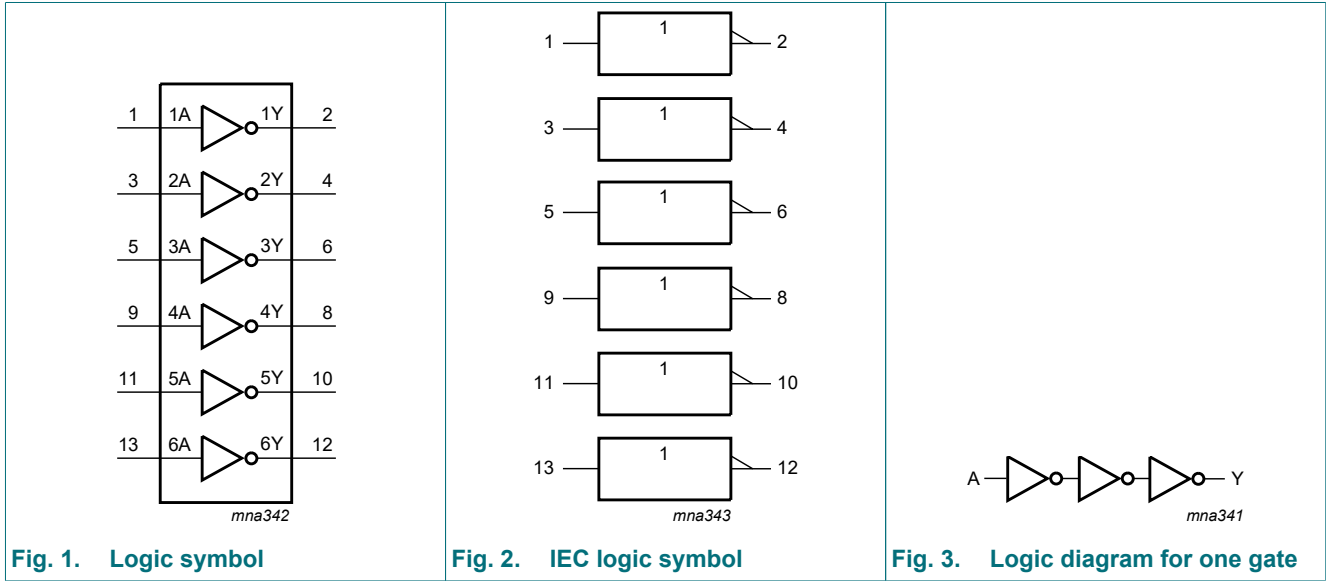 1 1A 1Y 2
3 2A 2Y 4
5 3A 3Y 6
9 4A 4Y 8
11 5A 5Y 10
13 6A 6Y 12
mna342
Fig. 1. Logic symbol
1 1 2
3 1 4
5 1 6
9 1 8
11 1 10
13 1 12
mna343
Fig. 2. IEC logic symbol
A Y
mna341
Fig. 3. Logic diagram for one gate